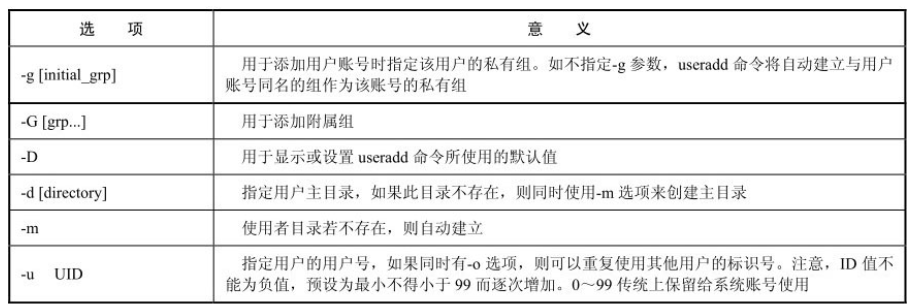 选 项 意 义
-g [initial_grp] 用于添加用户账号时指定该用户的私有组。如不指定-g 参数，useradd 命令将自动建立与用户
账号同名的组作为该账号的私有组
-G [grp...] 用于添加附属组
-D 用于显示或设置 useradd 命令所使用的默认值
-d [directory] 指定用户主目录，如果此目录不存在，则同时使用-m 选项来创建主目录
-m 使用者目录若不存在，则自动建立
-u UID 指定用户的用户号，如果同时有-o 选项，则可以重复使用其他用户的标识号。注意，ID 值不
能为负值，预设为最小不得小于 99 而逐次增加。0～99 传统上保留给系统账号使用